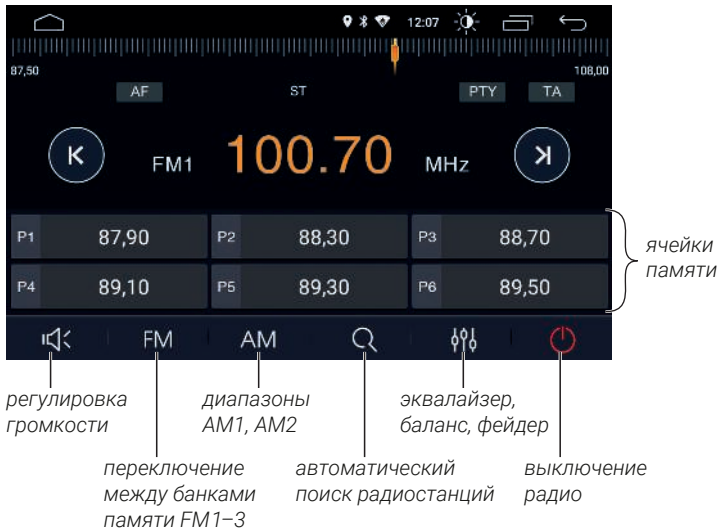 12:07
87,50
108,00
AF
ST
PTY
TA
FM1
100.70
MHz
P1
87,90
P2
88,30
P3
88,70
P4
89,10
P5
89,30
P6
89,50
ячейки
памяти
FM
AM
регулировка
громкости
диапазоны
AM1, AM2
эквалайзер,
баланс, фейдер
переключение
между банками
памяти FM1–3
автоматический
поиск радиостанций
выключение
радио